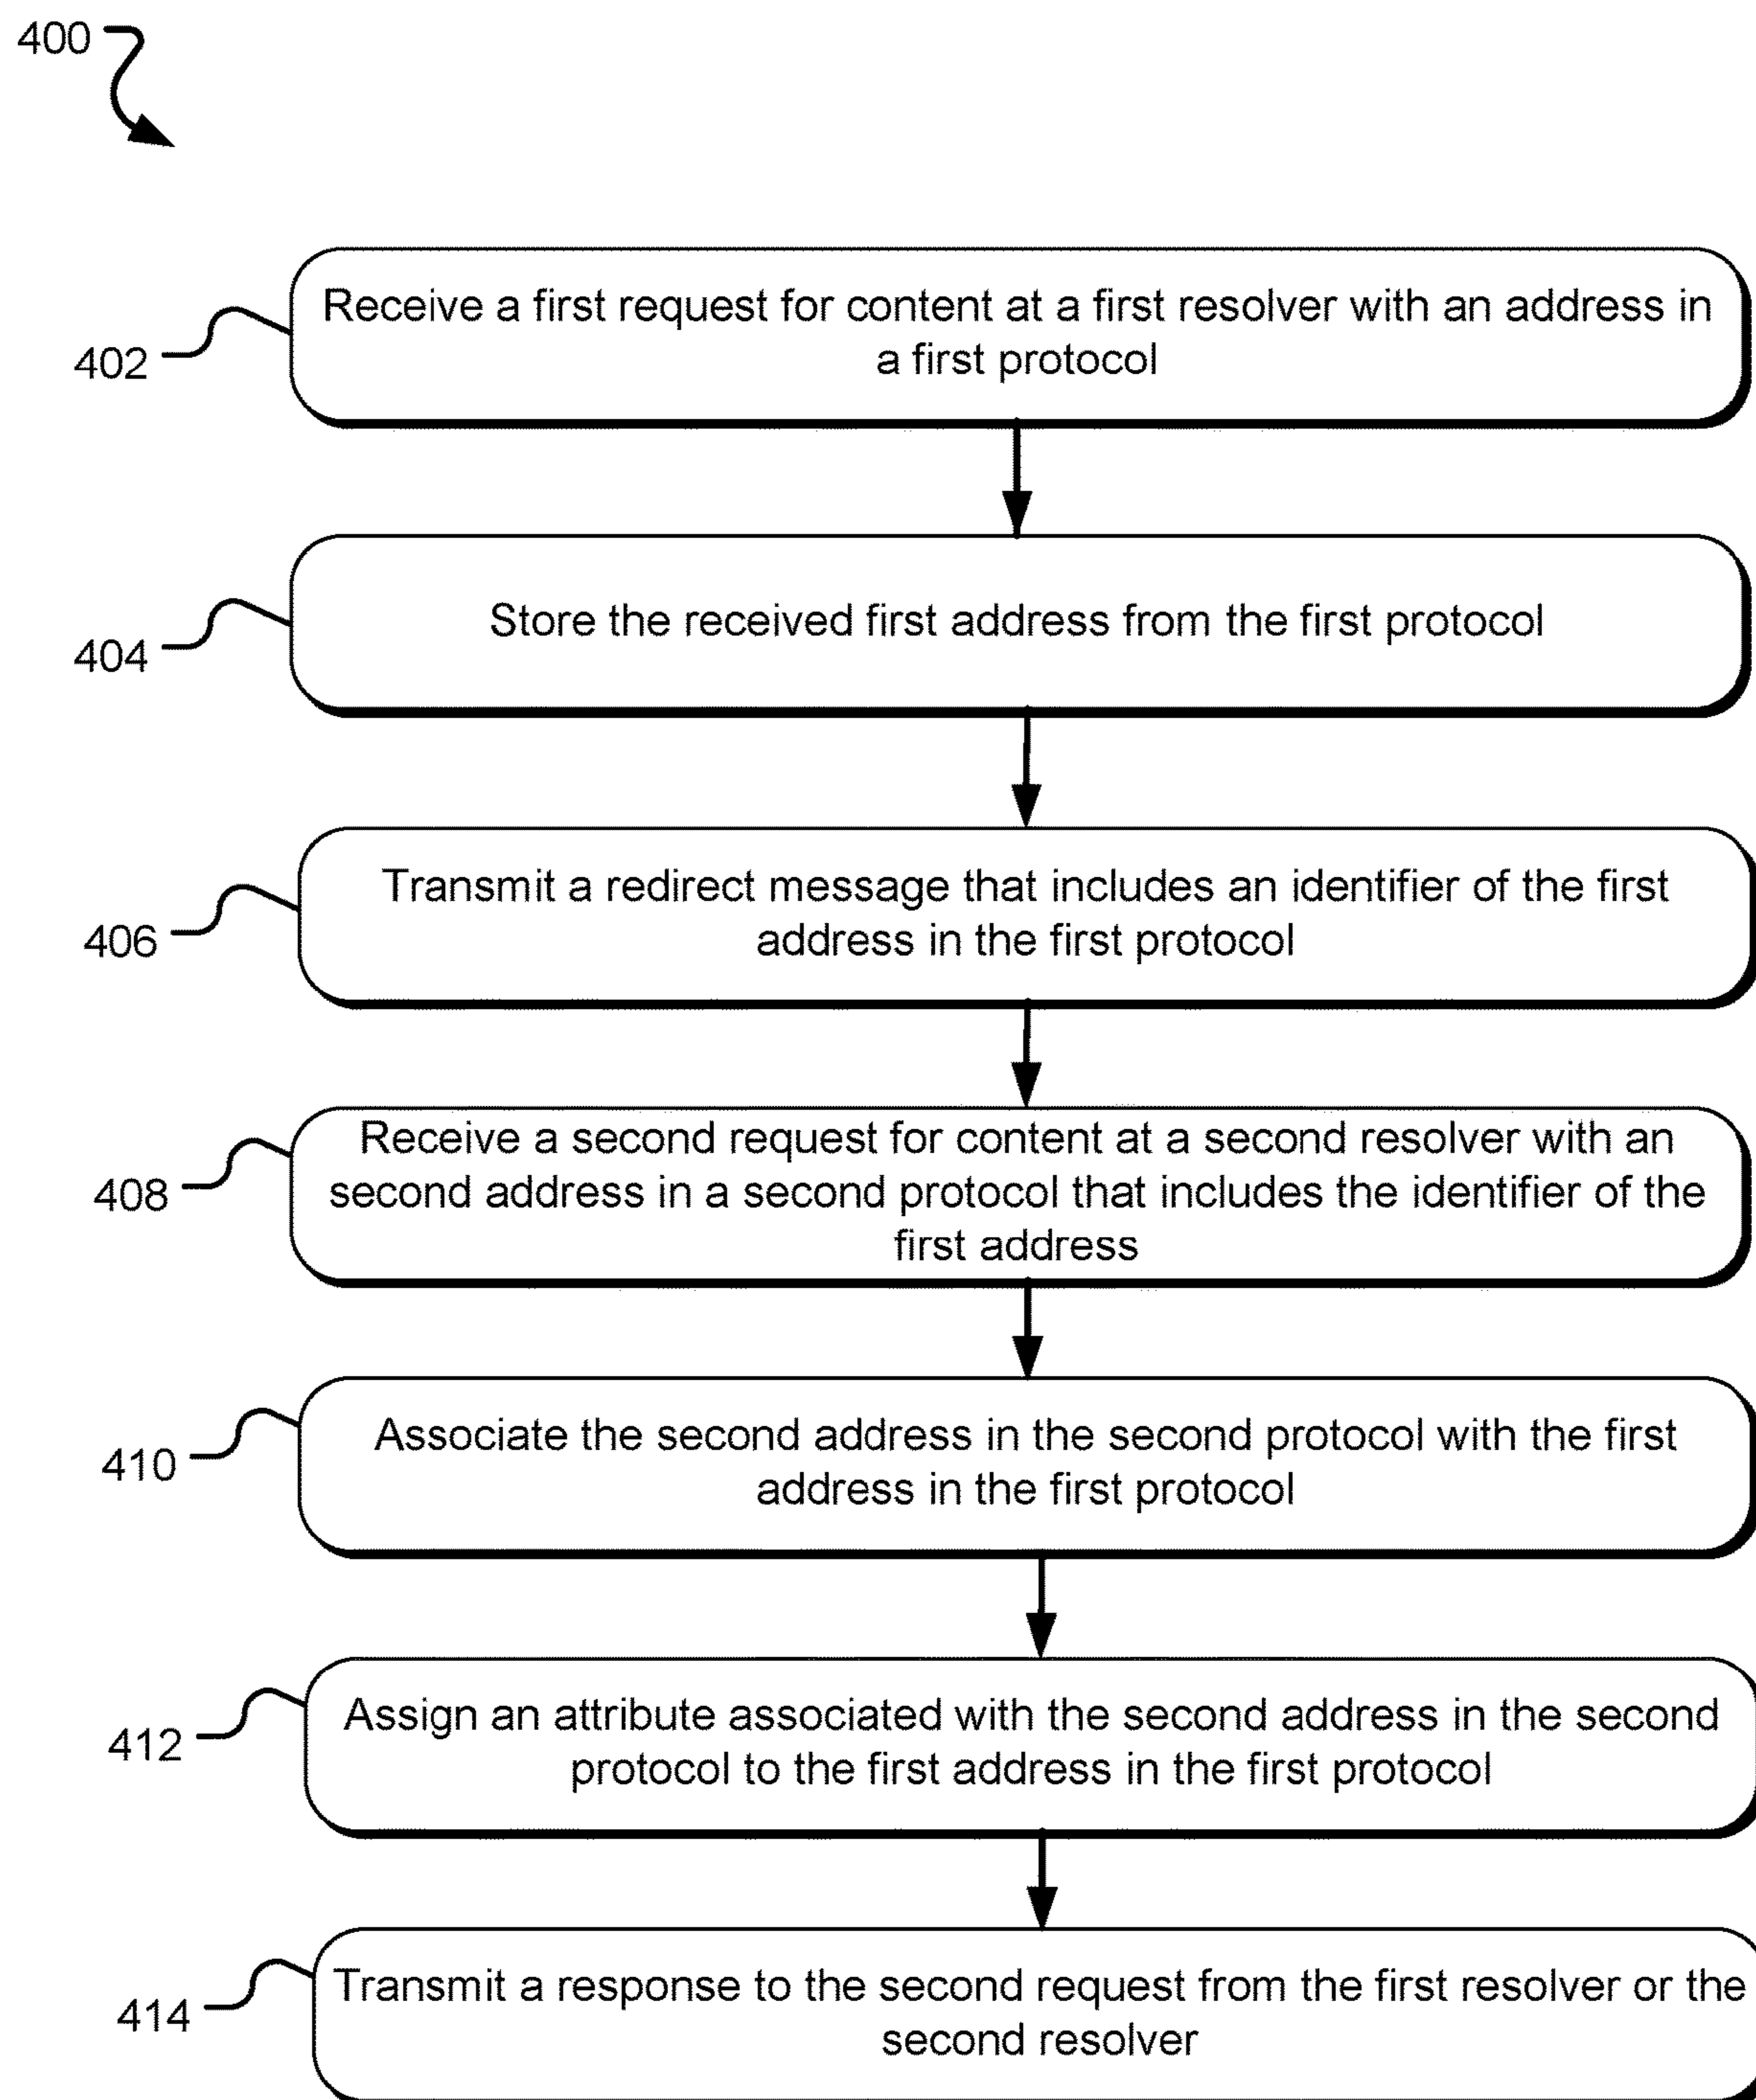 400
402
Receive a first request for content at a first resolver with an address in
a first protocol
404
Store the received first address from the first protocol
406
Transmit a redirect message that includes an identifier of the first
address in the first protocol
408
Receive a second request for content at a second resolver with an
second address in a second protocol that includes the identifier of the
first address
410
Associate the second address in the second protocol with the first
address in the first protocol
412
Assign an attribute associated with the second address in the second
protocol to the first address in the first protocol
414
Transmit a response to the second request from the first resolver or the
second resolver